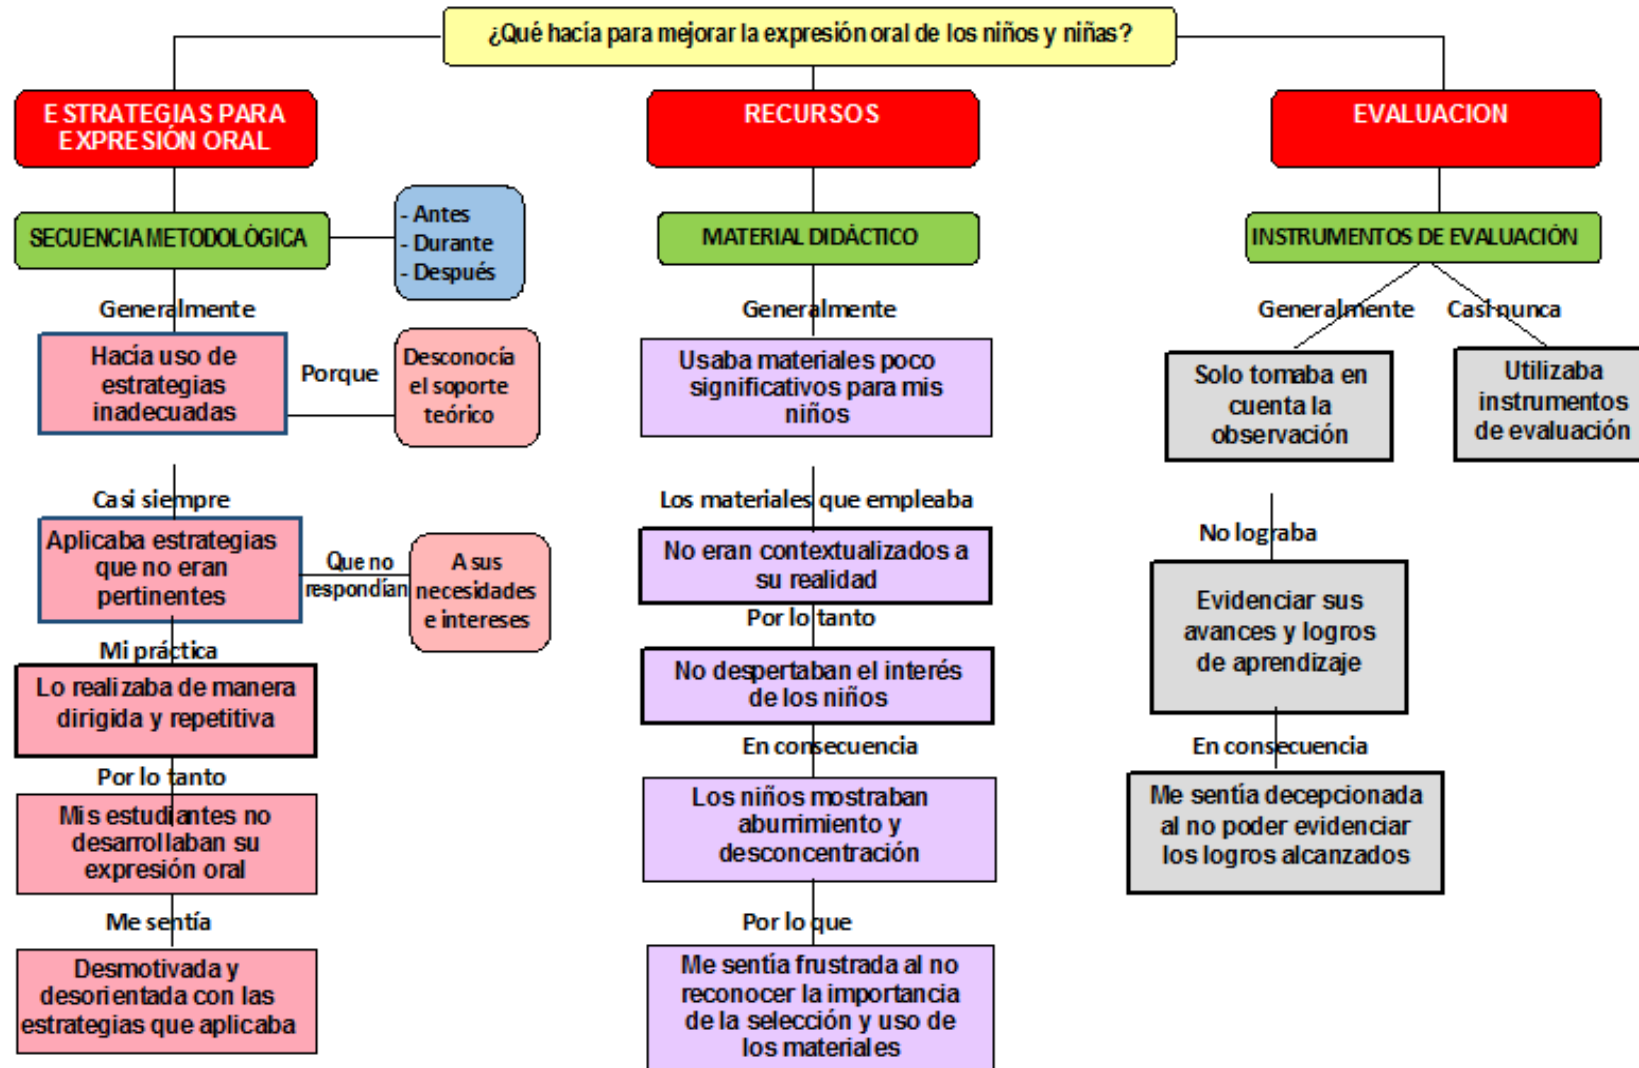 ¿Qué hacía para mejorar la expresión oral de los niños y niñas?
ESTRATEGIAS PARA
EXPRESIÓN ORAL
SECUENCIA METODOLÓGICA
- Antes
- Durante
- Después
Generalmente
Hacía uso de
estrategias
inadecuadas
Porque
Desconocía
el soporte
teórico
Casi siempre
Aplicaba estrategias
que no eran
pertinentes
Que no
respondían
A sus
necesidades
e intereses
Mi práctica
Lo realizaba de manera
dirigida y repetitiva
Por lo tanto
Mis estudiantes no
desarrollaban su
expresión oral
Me sentía
Desmotivada y
desorientada con las
estrategias que aplicaba
RECURSOS
MATERIAL DIDÁCTICO
Generalmente
Usaba materiales poco
significativos para mis
niños
Los materiales que empleaba
No eran contextualizados a
su realidad
Por lo tanto
No despertaban el interés
de los niños
En consecuencia
Los niños mostraban
aburrimiento y
desconcentración
Por lo que
Me sentía frustrada al no
reconocer la importancia
de la selección y uso de
los materiales
EVALUACION
INSTRUMENTOS DE EVALUACIÓN
Generalmente
Casi nunca
Solo tomaba en
cuenta la
observación
Utilizaba
instrumentos
de evaluación
No lograba
Evidenciar sus
avances y logros
de aprendizaje
En consecuencia
Me sentía decepcionada
al no poder evidenciar
los logros alcanzados